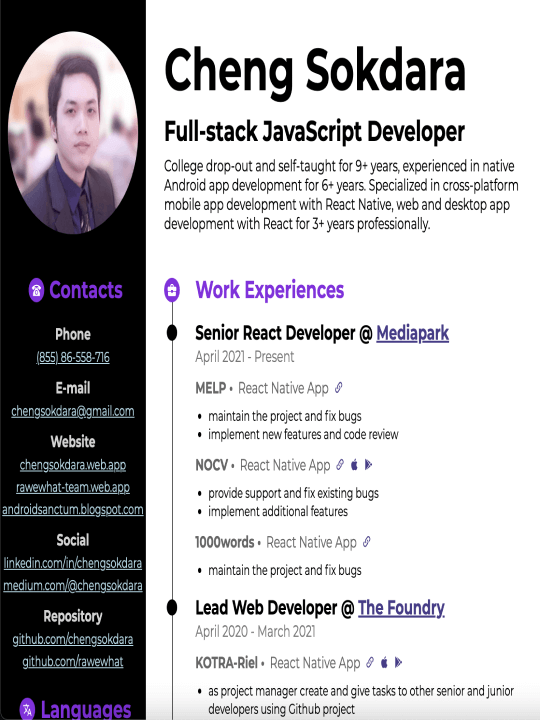 Cheng Sokdara
Full-stack JavaScript Developer
College drop-out and self-taught for 9+ years, experienced in native
Android app development for 6+ years. Specialized in cross-platform
mobile app development with React Native, web and desktop app
development with React for 3+ years professionally.
Contacts
Phone
(855) 86-558-716
E-mail
chengsokdara@gmail.com
Website
chengsokdara.web.app
rawewhat-team.web.app
androidsanctum.blogspot.com
Social
linkedin.com/in/chengsokdara
medium.com/@chengsokdara
Repository
github.com/chengsokdara
github.com/rawewhat
Languages
Work Experiences
Senior React Developer @ Mediapark
April 2021 - Present
MELP • React Native App
• maintain the project and fix bugs
• implement new features and code review
NOCV • React Native App
• provide support and fix existing bugs
• implement additional features
1000words • React Native App
• maintain the project and fix bugs
Lead Web Developer @ The Foundry
April 2020 - March 2021
KOTRA-Riel • React Native App
• as project manager create and give tasks to other senior and junior
developers using Github project